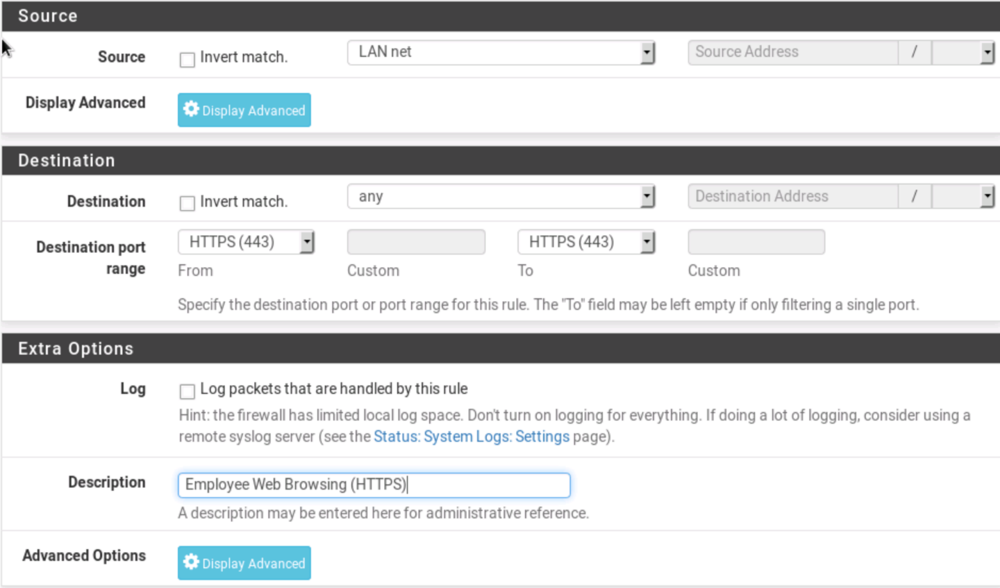 Source
Source Invert match. LAN net Source Address /
Display Advanced Display Advanced
Destination
Destination Invert match. any Destination Address /
Destination port range HTTPS (443) HTTPS (443)
From Custom To Custom
Specify the destination port or port range for this rule. The "To" field may be left empty if only filtering a single port.
Extra Options
Log Log packets that are handled by this rule
Hint: the firewall has limited local log space. Don't turn on logging for everything. If doing a lot of logging, consider using a
remote syslog server (see the Status: System Logs: Settings page).
Description Employee Web Browsing (HTTPS)
A description may be entered here for administrative reference.
Advanced Options Display Advanced